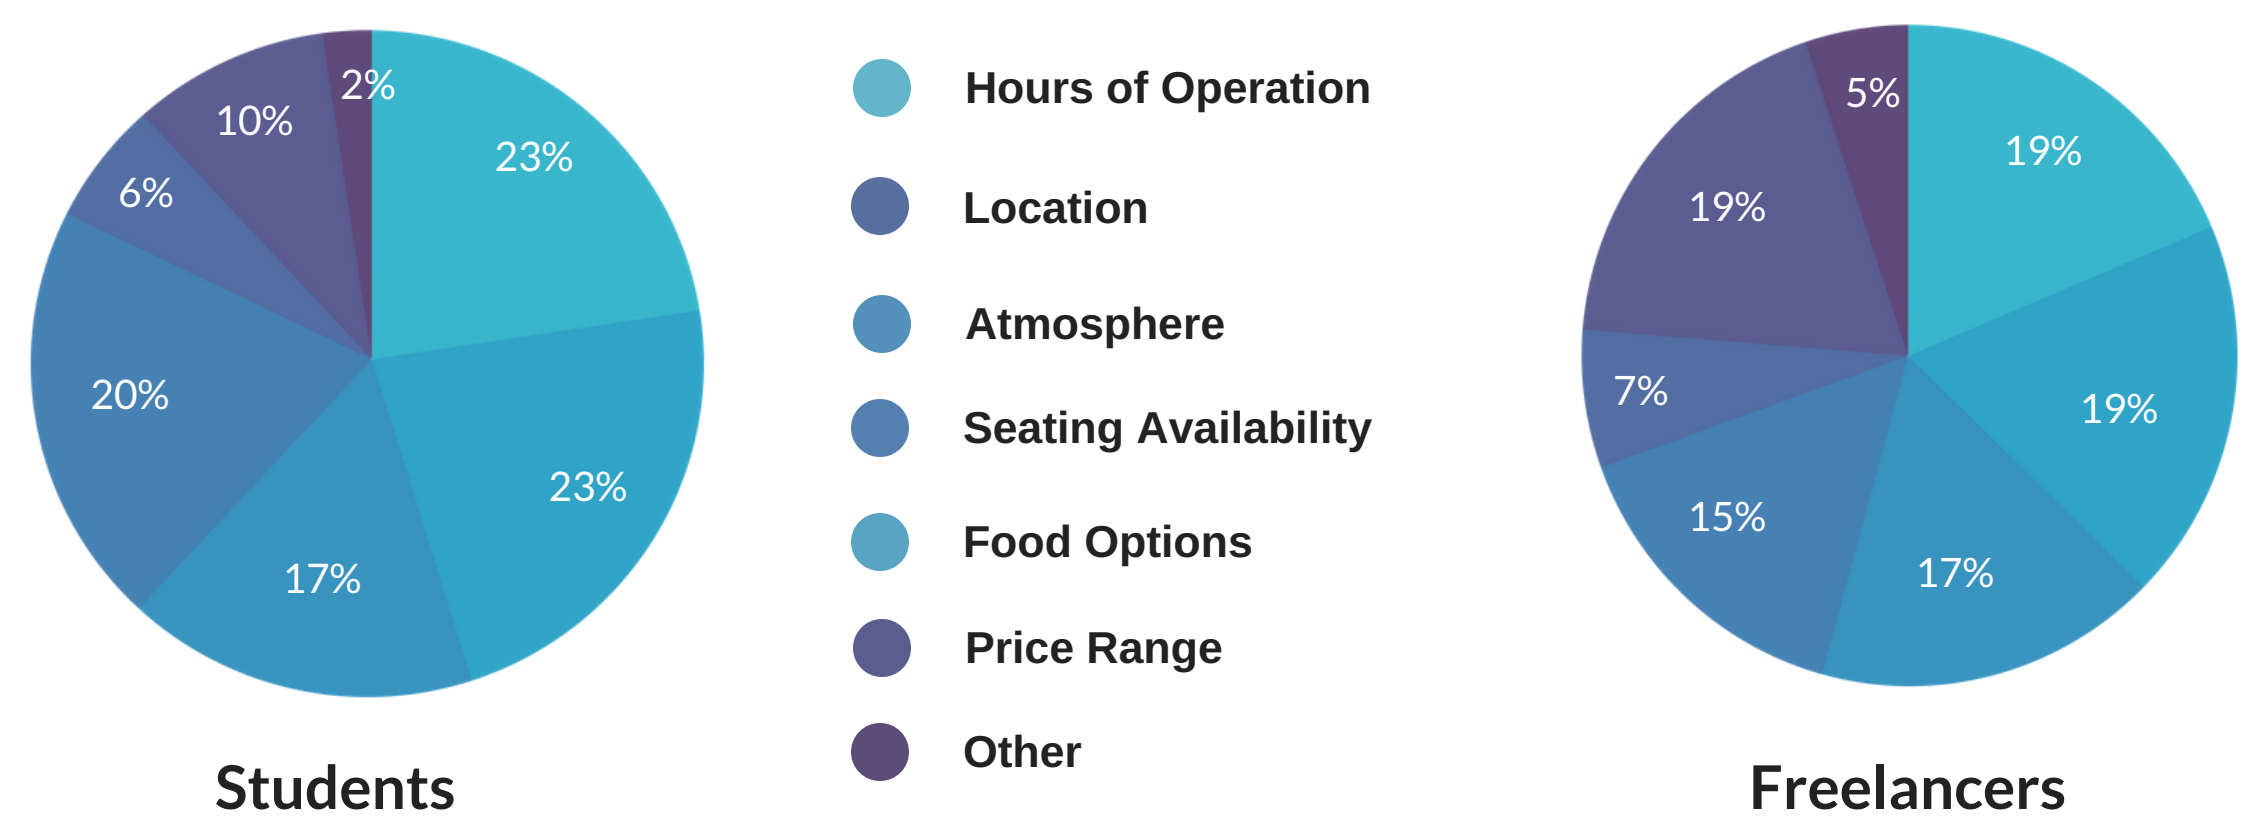 2%
10%
23%
6%
20%
23%
17%
Students
Hours of Operation
Location
Atmosphere
Seating Availability
Food Options
Price Range
Other
5%
19%
19%
7%
19%
15%
17%
Freelancers